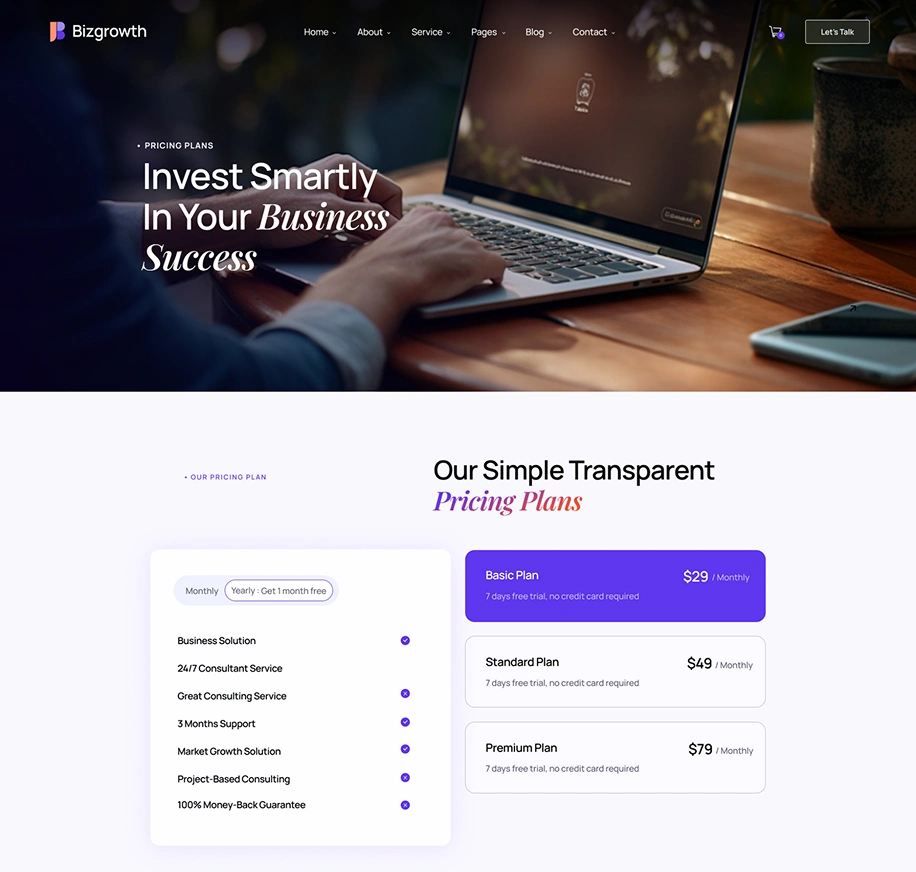 Bizgrowth
Home
About
Service
Pages
Blog
Contact
0
Let's Talk
• PRICING PLANS
Invest Smartly
In Your Business
Success
• OUR PRICING PLAN
Our Simple Transparent
Pricing Plans
Monthly
Yearly : Get 1 month free
Business Solution
24/7 Consultant Service
Great Consulting Service
3 Months Support
Market Growth Solution
Project-Based Consulting
100% Money-Back Guarantee
Basic Plan
$29 / Monthly
7 days free trial, no credit card required
Standard Plan
$49 / Monthly
7 days free trial, no credit card required
Premium Plan
$79 / Monthly
7 days free trial, no credit card required